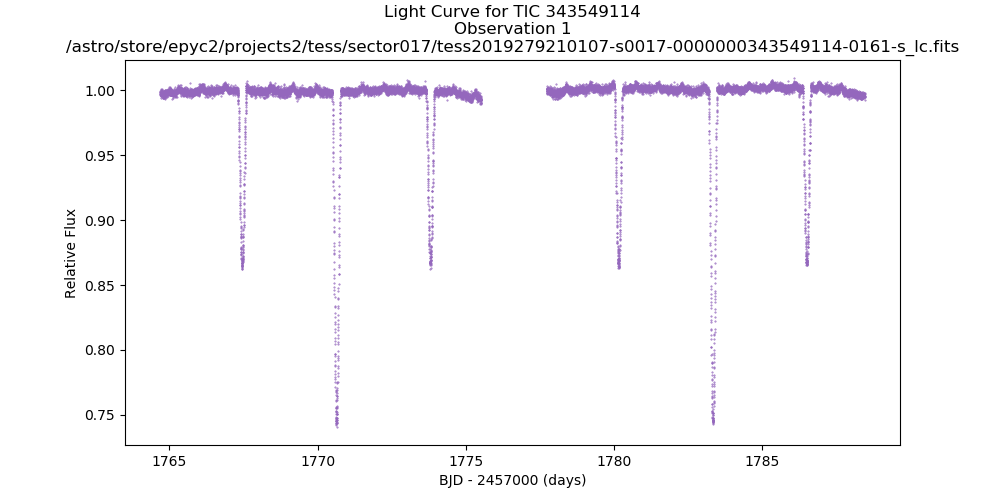 Light Curve for TIC 343549114
Observation 1
/astro/store/epyc2/projects2/tess/sector017/tess2019279210107-s0017-0000000343549114-0161-s_lc.fits
1.00
0.95
0.90
0.85
0.80
0.75
Relative Flux
1765
1770
1775
1780
1785
BJD - 2457000 (days)